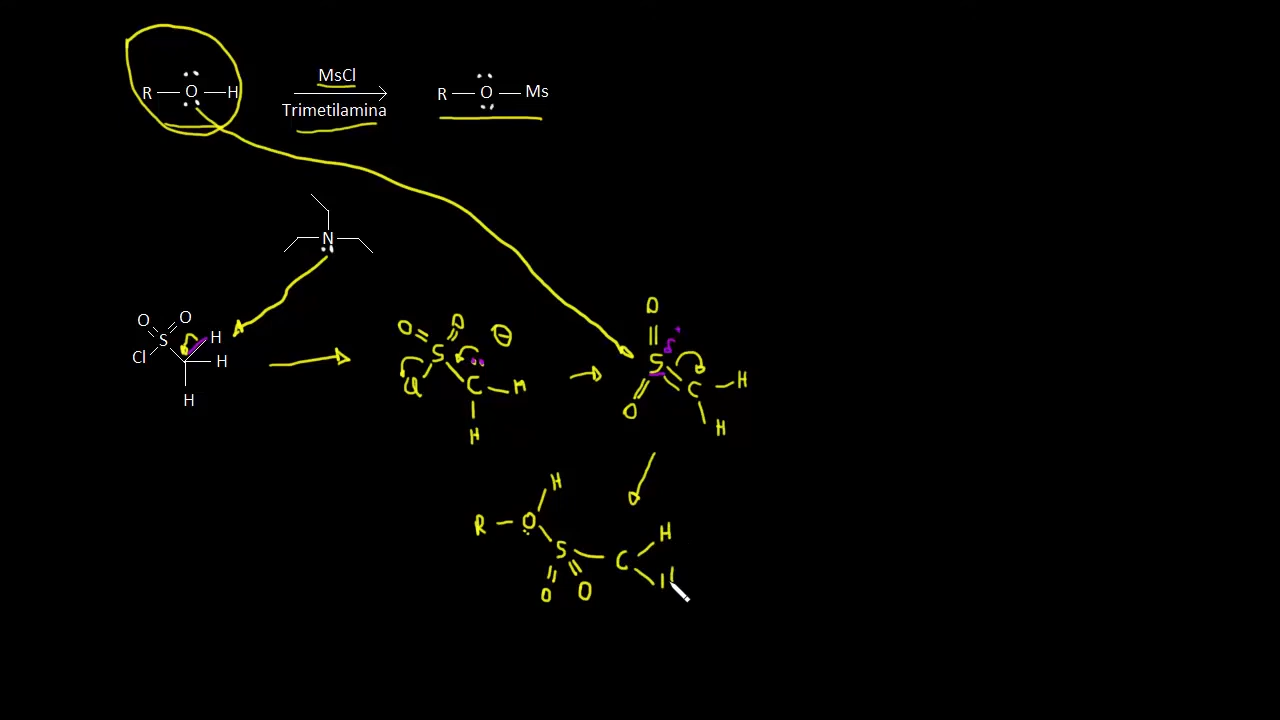 R O H
MsCl
Trimetilamina
R O Ms
N
O O
S H
Cl H
H
O O ⊖
S
Cl C H
H
O
S δ +
O C H
H
H
R O
S C H
O O H